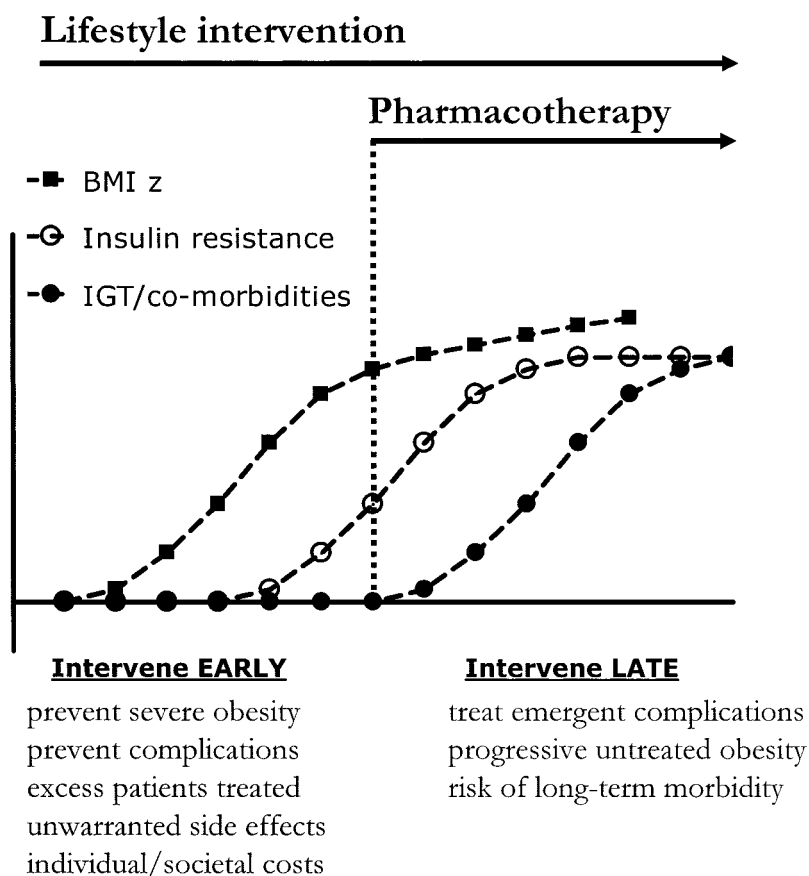 Lifestyle intervention
Pharmacotherapy
BMI z
Insulin resistance
IGT/co-morbidities
Intervene EARLY
prevent severe obesity
prevent complications
excess patients treated
unwarranted side effects
individual/societal costs
Intervene LATE
treat emergent complications
progressive untreated obesity
risk of long-term morbidity